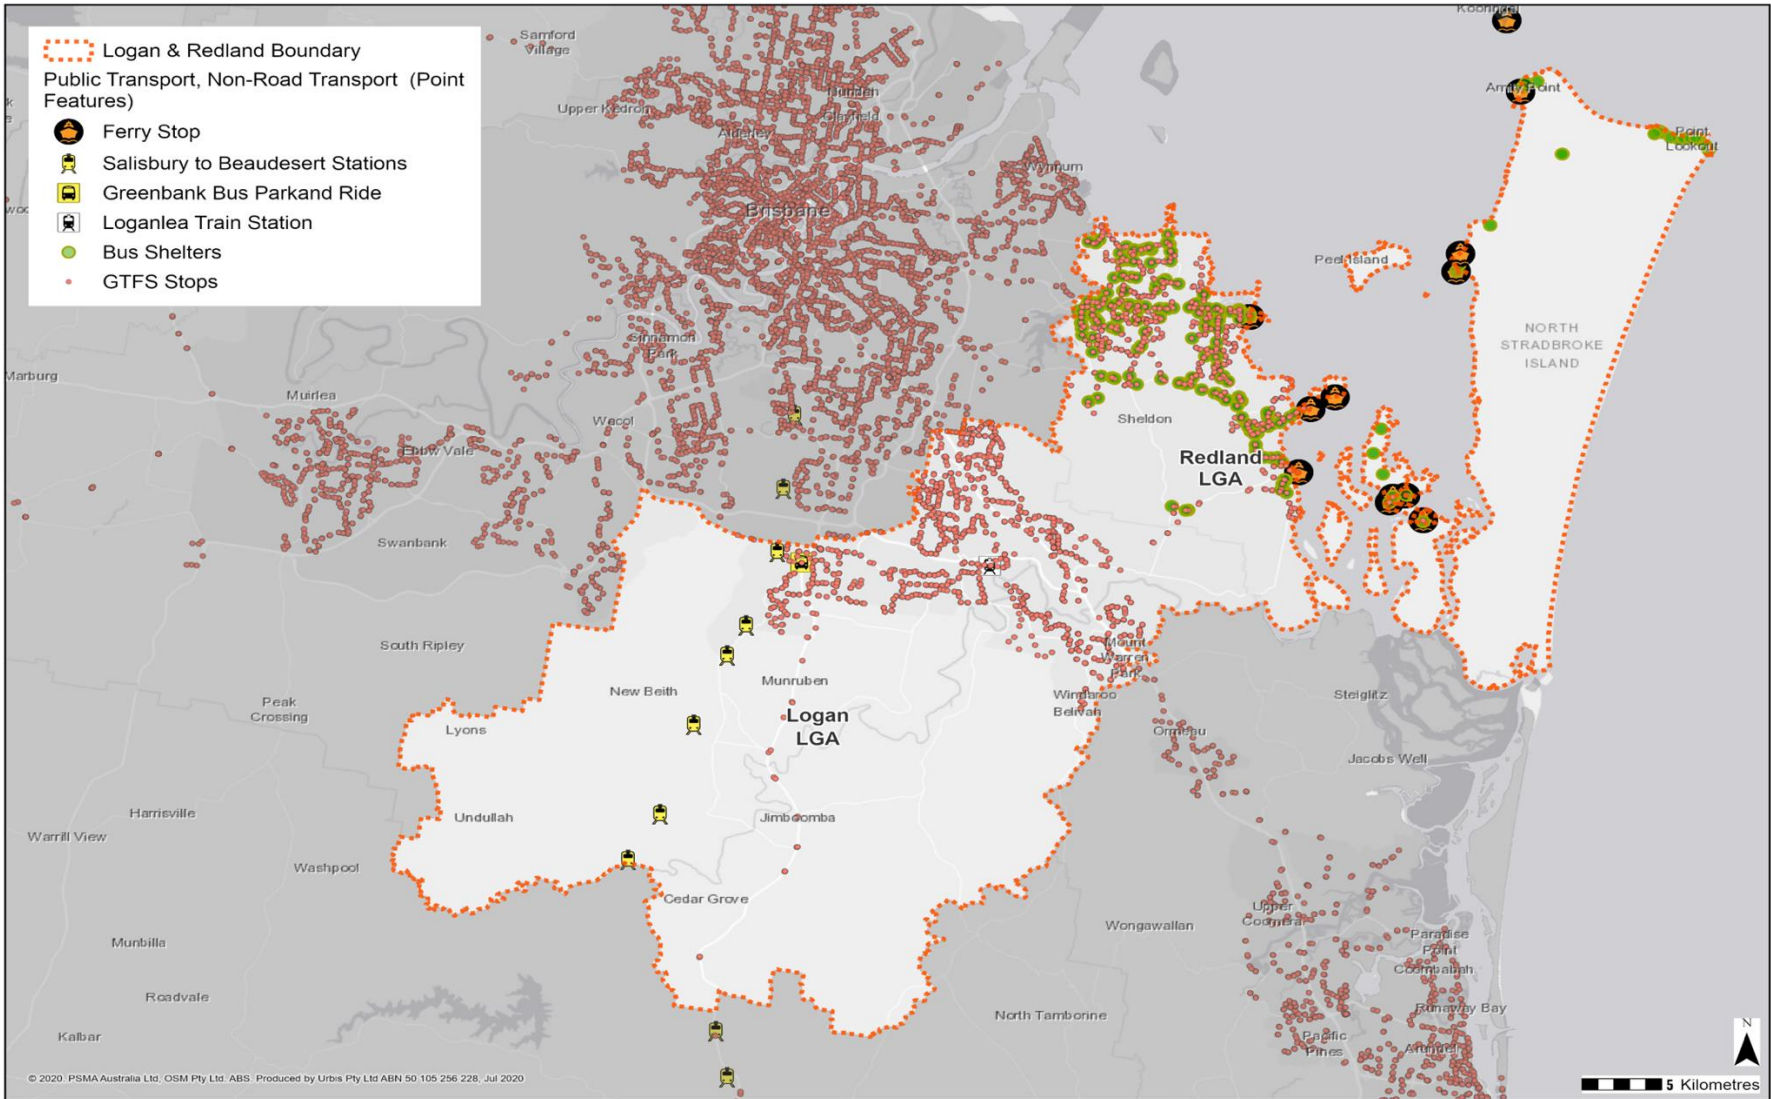 Logan & Redland Boundary
Public Transport, Non-Road Transport (Point
Features)
Ferry Stop
Salisbury to Beaudesert Stations
Greenbank Bus Parkand Ride
Loganlea Train Station
Bus Shelters
GTFS Stops
Kooringal
Samford
Village
Upper Kedron
Nundah
Clayfield
Alderley
Amity Point
Point
Lookout
Wynnum
Brisbane
Peel Island
NORTH
STRADBROKE
ISLAND
Sinnamon
Park
Marburg
Muirlea
Wacol
Ebbw Vale
Sheldon
Redland
LGA
Swanbank
South Ripley
Mount
Warren
Park
Munruben
New Beith
Windaroo
Belivah
Steiglitz
Peak
Crossing
Lyons
Logan
LGA
Ormeau
Jacobs Well
Harrisville
Undullah
Jimboomba
Warrill View
Washpool
Cedar Grove
Upper
Coomera
Wongawallan
Munbilla
Paradise
Point
Coombabah
Roadvale
North Tamborine
Runaway Bay
Kalbar
Pacific
Pines
Arundel
N
© 2020. PSMA Australia Ltd, OSM Pty Ltd. ABS. Produced by Urbis Pty Ltd ABN 50 105 256 228, Jul 2020
5 Kilometres